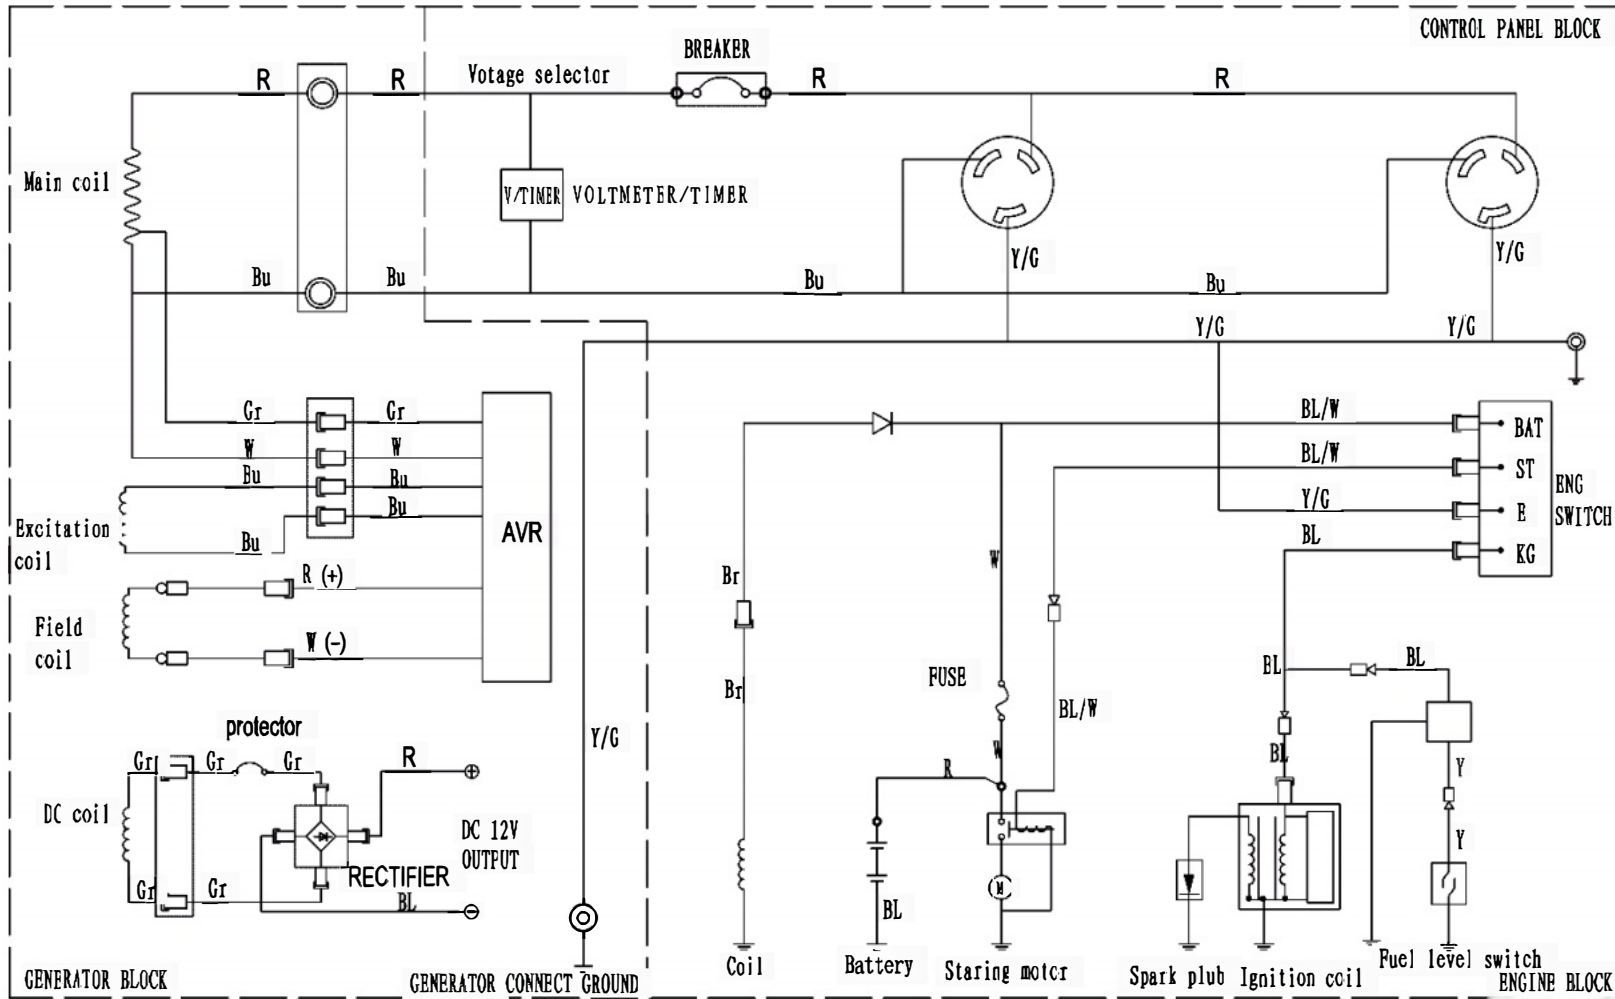 CONTROL PANEL BLOCK
BREAKER
R
R
Votage selector
R
R
Main coil
V/TIMER
VOLTMETER/TIMER
Y/G
Y/G
Bu
Bu
Bu
Bu
Y/G
Y/G
Gr
Gr
BL/W
BAT
W
W
BL/W
ST
Bu
Bu
Y/G
E
ENG
SWITCH
Bu
Excitation
coil
Bu
AVR
BL
KG
R (+)
Br
W
Field
coil
W (-)
BL
BL
FUSE
Br
BL/W
protector
Y/G
W
BL
Gr
Gr
Gr
R
R
Y
DC coil
DC 12V
OUTPUT
Y
RECTIFIER
M
Gr
Gr
BL
BL
GENERATOR BLOCK
GENERATOR CONNECT GROUND
Coil
Battery
Staring motor
Spark plub
Ignition coil
Fuel level switch
ENGINE BLOCK